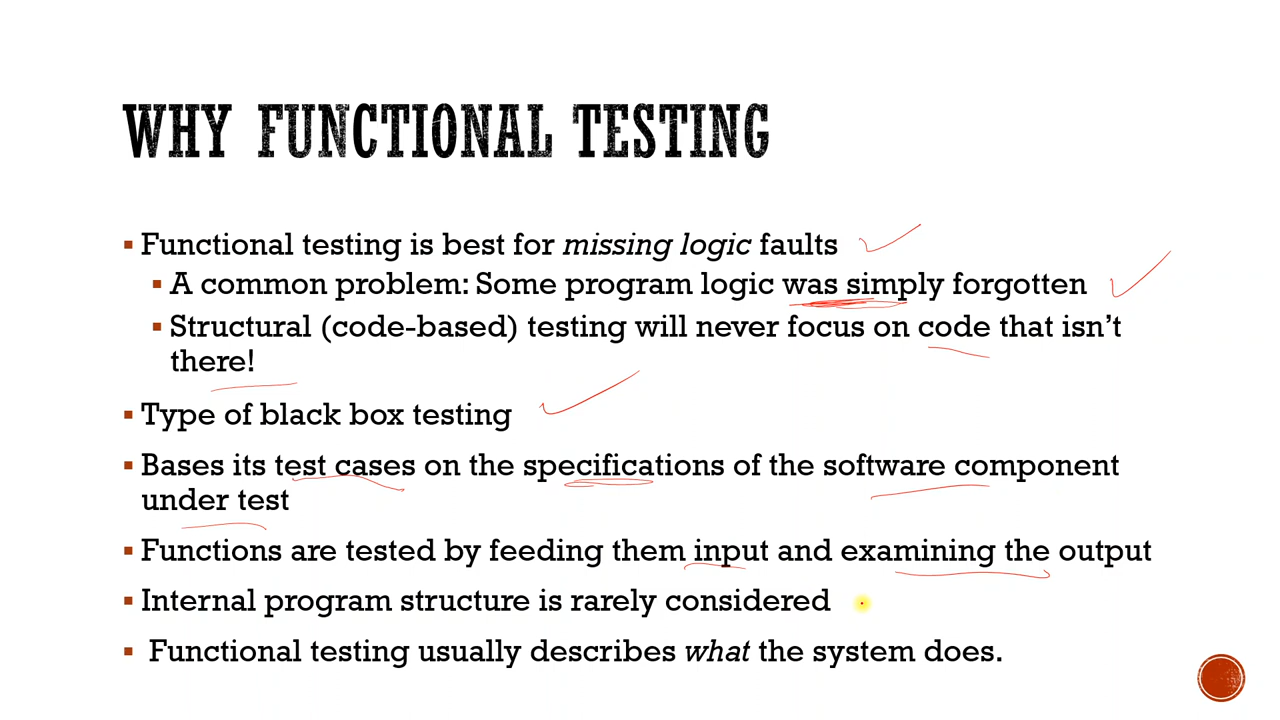 WHY FUNCTIONAL TESTING
▪ Functional testing is best for missing logic faults
▪ A common problem: Some program logic was simply forgotten
▪ Structural (code-based) testing will never focus on code that isn't
there!
▪ Type of black box testing
▪ Bases its test cases on the specifications of the software component
under test
▪ Functions are tested by feeding them input and examining the output
▪ Internal program structure is rarely considered
▪ Functional testing usually describes what the system does.